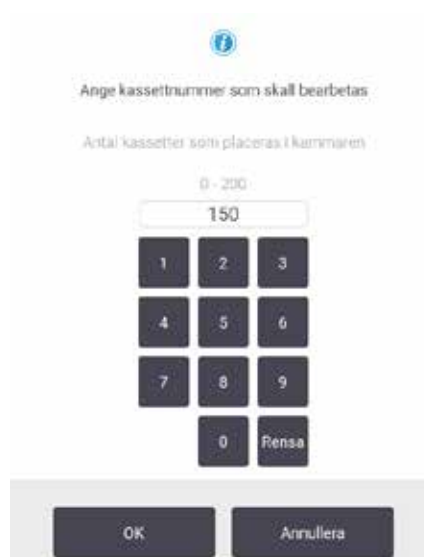 Ange kassettnummer som skall bearbetas
Antal kassetter som placeras i kammaren
0 - 200
150
1 2 3
4 5 6
7 8 9
0 Rensa
OK Annullera